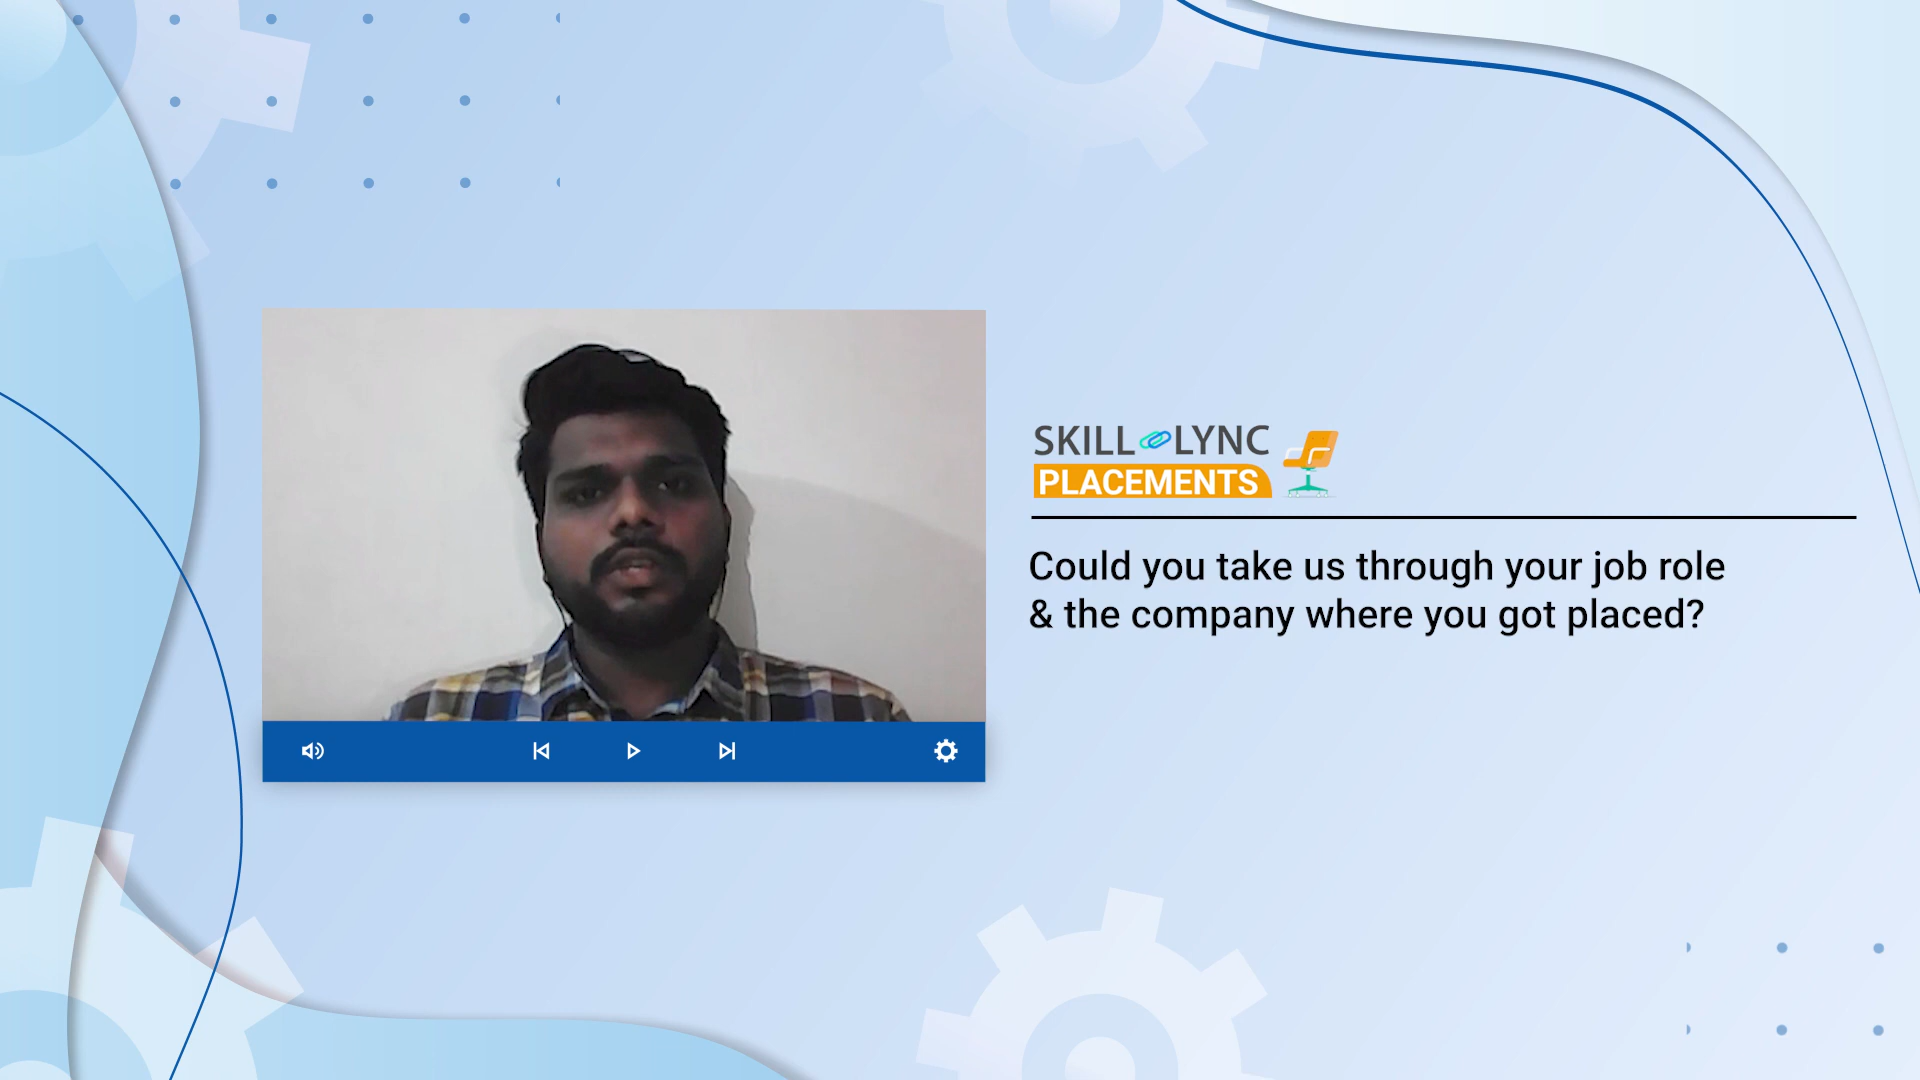 SKILL LYNC
PLACEMENTS
Could you take us through your job role
& the company where you got placed?